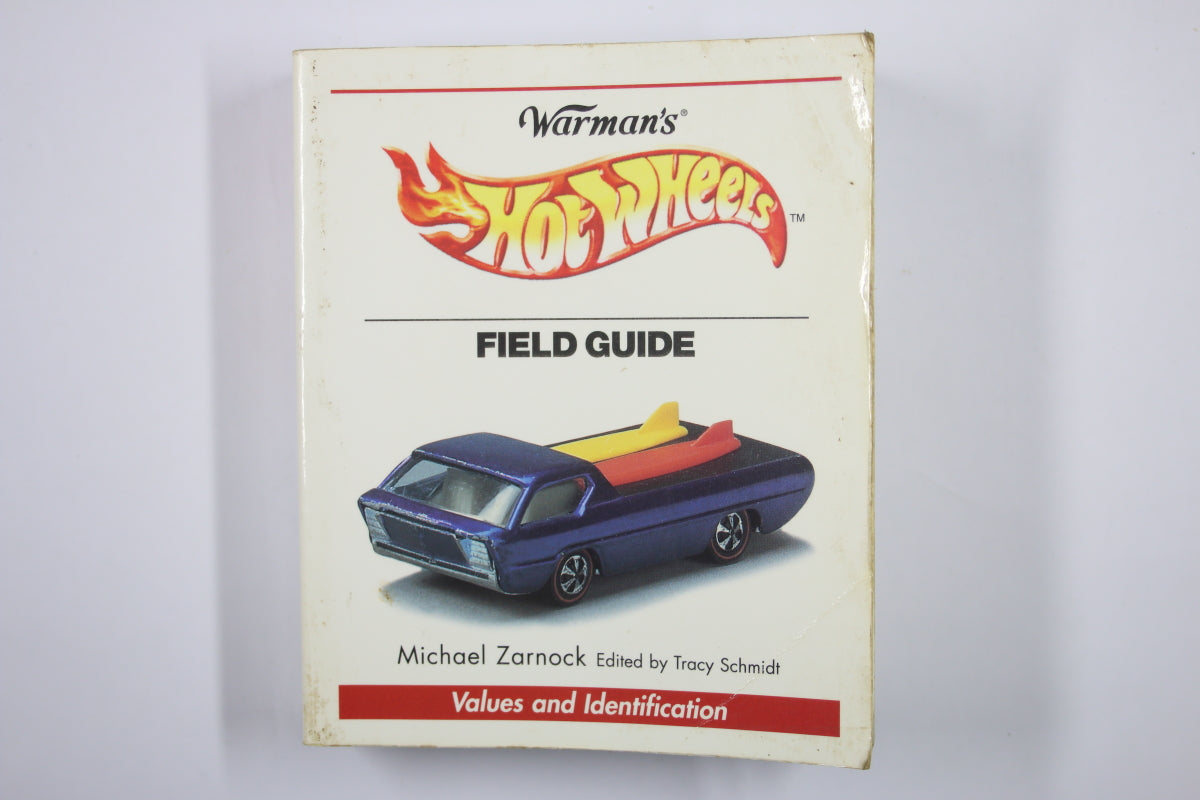 Warman's®
Hot Wheels™
FIELD GUIDE
Michael Zarnock Edited by Tracy Schmidt
Values and Identification